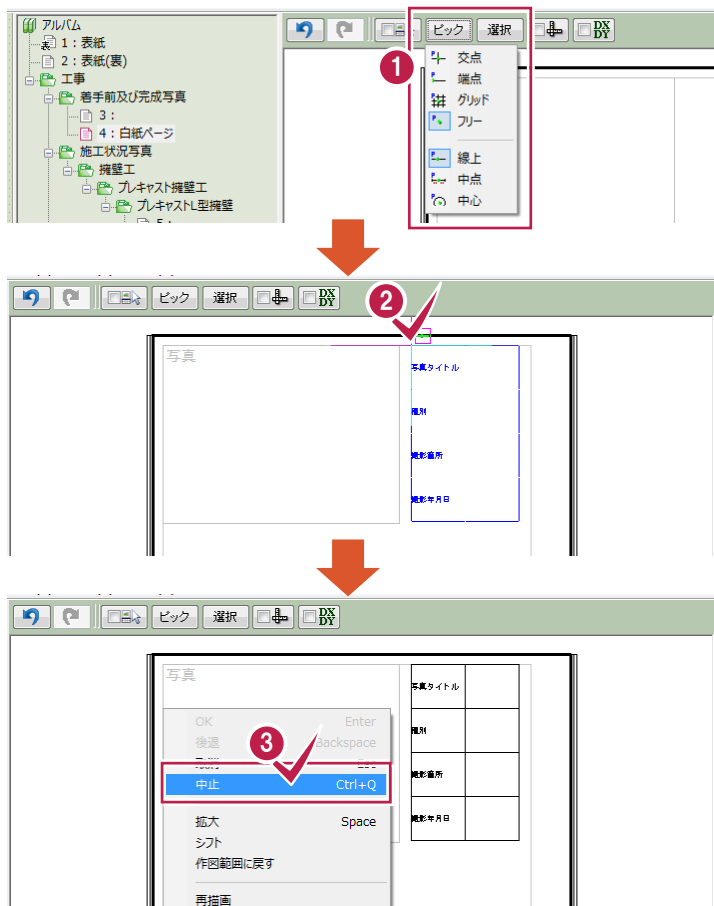 アルバム
表 1：表紙
2：表紙(裏)
工事
着手前及び完成写真
3：
4：白紙ページ
施工状況写真
擁壁工
プレキャスト擁壁工
プレキャストL型擁壁
5：
ピック 選択 DX DY
1
交点
端点
グリッド
フリー
線上
中点
中心
ピック 選択 DX DY
2
写真
写真タイトル
種別
撮影箇所
撮影年月日
ピック 選択 DX DY
写真
写真タイトル
種別
撮影箇所
撮影年月日
OK Enter
後退 Backspace
3
取消 Esc
中止 Ctrl+Q
拡大 Space
シフト
作図範囲に戻す
再描画